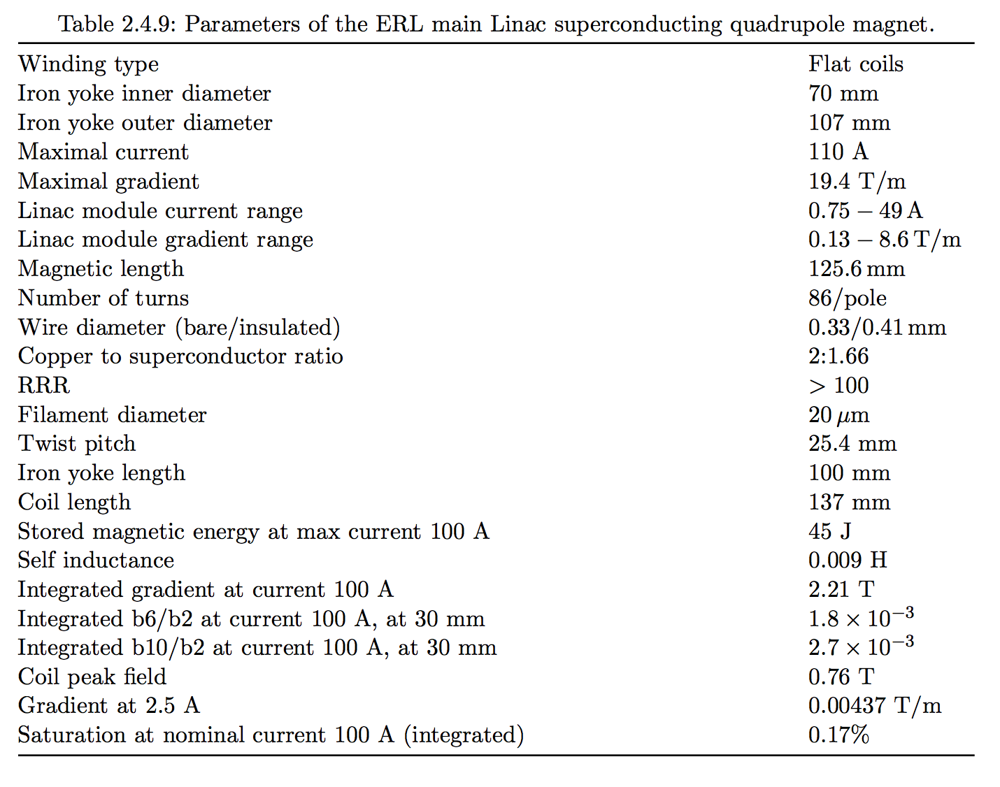 Table 2.4.9: Parameters of the ERL main Linac superconducting quadrupole magnet.
Winding type Flat coils
Iron yoke inner diameter 70 mm
Iron yoke outer diameter 107 mm
Maximal current 110 A
Maximal gradient 19.4 T/m
Linac module current range 0.75 – 49 A
Linac module gradient range 0.13 – 8.6 T/m
Magnetic length 125.6 mm
Number of turns 86/pole
Wire diameter (bare/insulated) 0.33/0.41 mm
Copper to superconductor ratio 2:1.66
RRR > 100
Filament diameter 20 μm
Twist pitch 25.4 mm
Iron yoke length 100 mm
Coil length 137 mm
Stored magnetic energy at max current 100 A 45 J
Self inductance 0.009 H
Integrated gradient at current 100 A 2.21 T
Integrated b6/b2 at current 100 A, at 30 mm 1.8 × 10⁻³
Integrated b10/b2 at current 100 A, at 30 mm 2.7 × 10⁻³
Coil peak field 0.76 T
Gradient at 2.5 A 0.00437 T/m
Saturation at nominal current 100 A (integrated) 0.17%